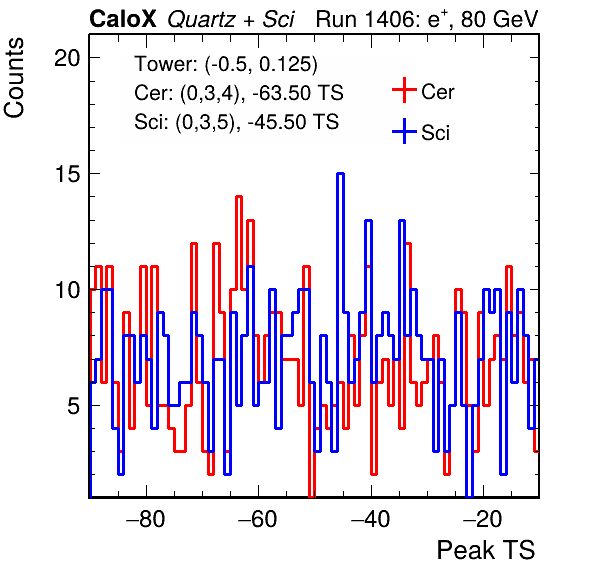 CaloX Quartz + Sci Run 1406: e+, 80 GeV
Counts
20
15
10
5
Tower: (-0.5, 0.125)
Cer: (0,3,4), -63.50 TS
Sci: (0,3,5), -45.50 TS
Cer
Sci
−80 −60 −40 −20
Peak TS